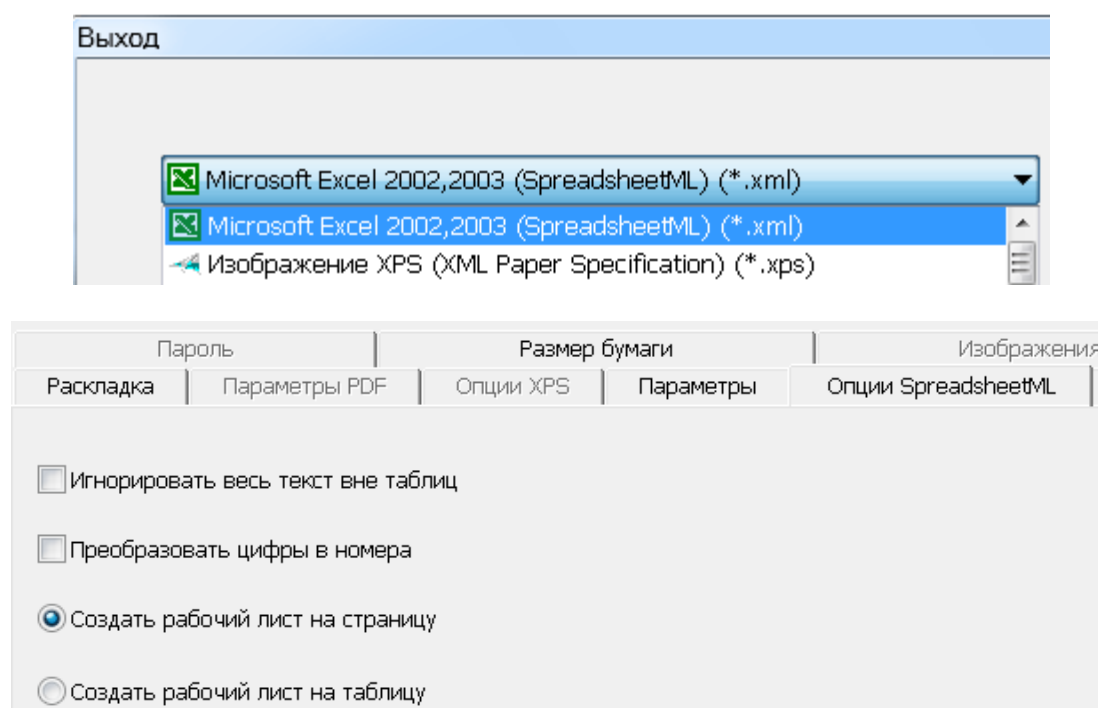 Выход
Microsoft Excel 2002,2003 (SpreadsheetML) (*.xml)
Microsoft Excel 2002,2003 (SpreadsheetML) (*.xml)
Изображение XPS (XML Paper Specification) (*.xps)
Пароль Размер бумаги Изображения
Раскладка Параметры PDF Опции XPS Параметры Опции SpreadsheetML
Игнорировать весь текст вне таблиц
Преобразовать цифры в номера
Создать рабочий лист на страницу
Создать рабочий лист на таблицу